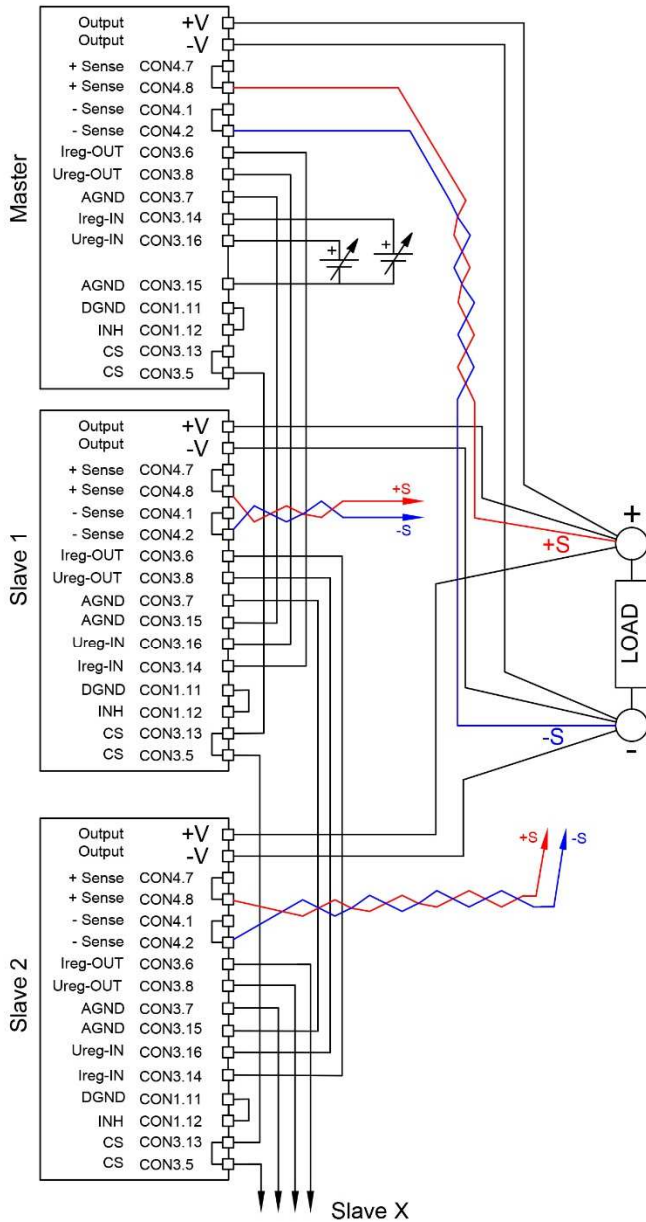 Master
Output +V
Output -V
+ Sense CON4.7
+ Sense CON4.8
- Sense CON4.1
- Sense CON4.2
Ireg-OUT CON3.6
Ureg-OUT CON3.8
AGND CON3.7
Ireg-IN CON3.14
Ureg-IN CON3.16
+ +
AGND CON3.15
DGND CON1.11
INH CON1.12
CS CON3.13
CS CON3.5
Slave 1
Output +V
Output -V
+ Sense CON4.7
+ Sense CON4.8
+S
- Sense CON4.1
- Sense CON4.2
-S
Ireg-OUT CON3.6
Ureg-OUT CON3.8
AGND CON3.7
AGND CON3.15
Ureg-IN CON3.16
Ireg-IN CON3.14
DGND CON1.11
INH CON1.12
CS CON3.13
CS CON3.5
+
+S
LOAD
-S
-
Slave 2
Output +V
Output -V
+S -S
+ Sense CON4.7
+ Sense CON4.8
- Sense CON4.1
- Sense CON4.2
Ireg-OUT CON3.6
Ureg-OUT CON3.8
AGND CON3.7
AGND CON3.15
Ureg-IN CON3.16
Ireg-IN CON3.14
DGND CON1.11
INH CON1.12
CS CON3.13
CS CON3.5
Slave X